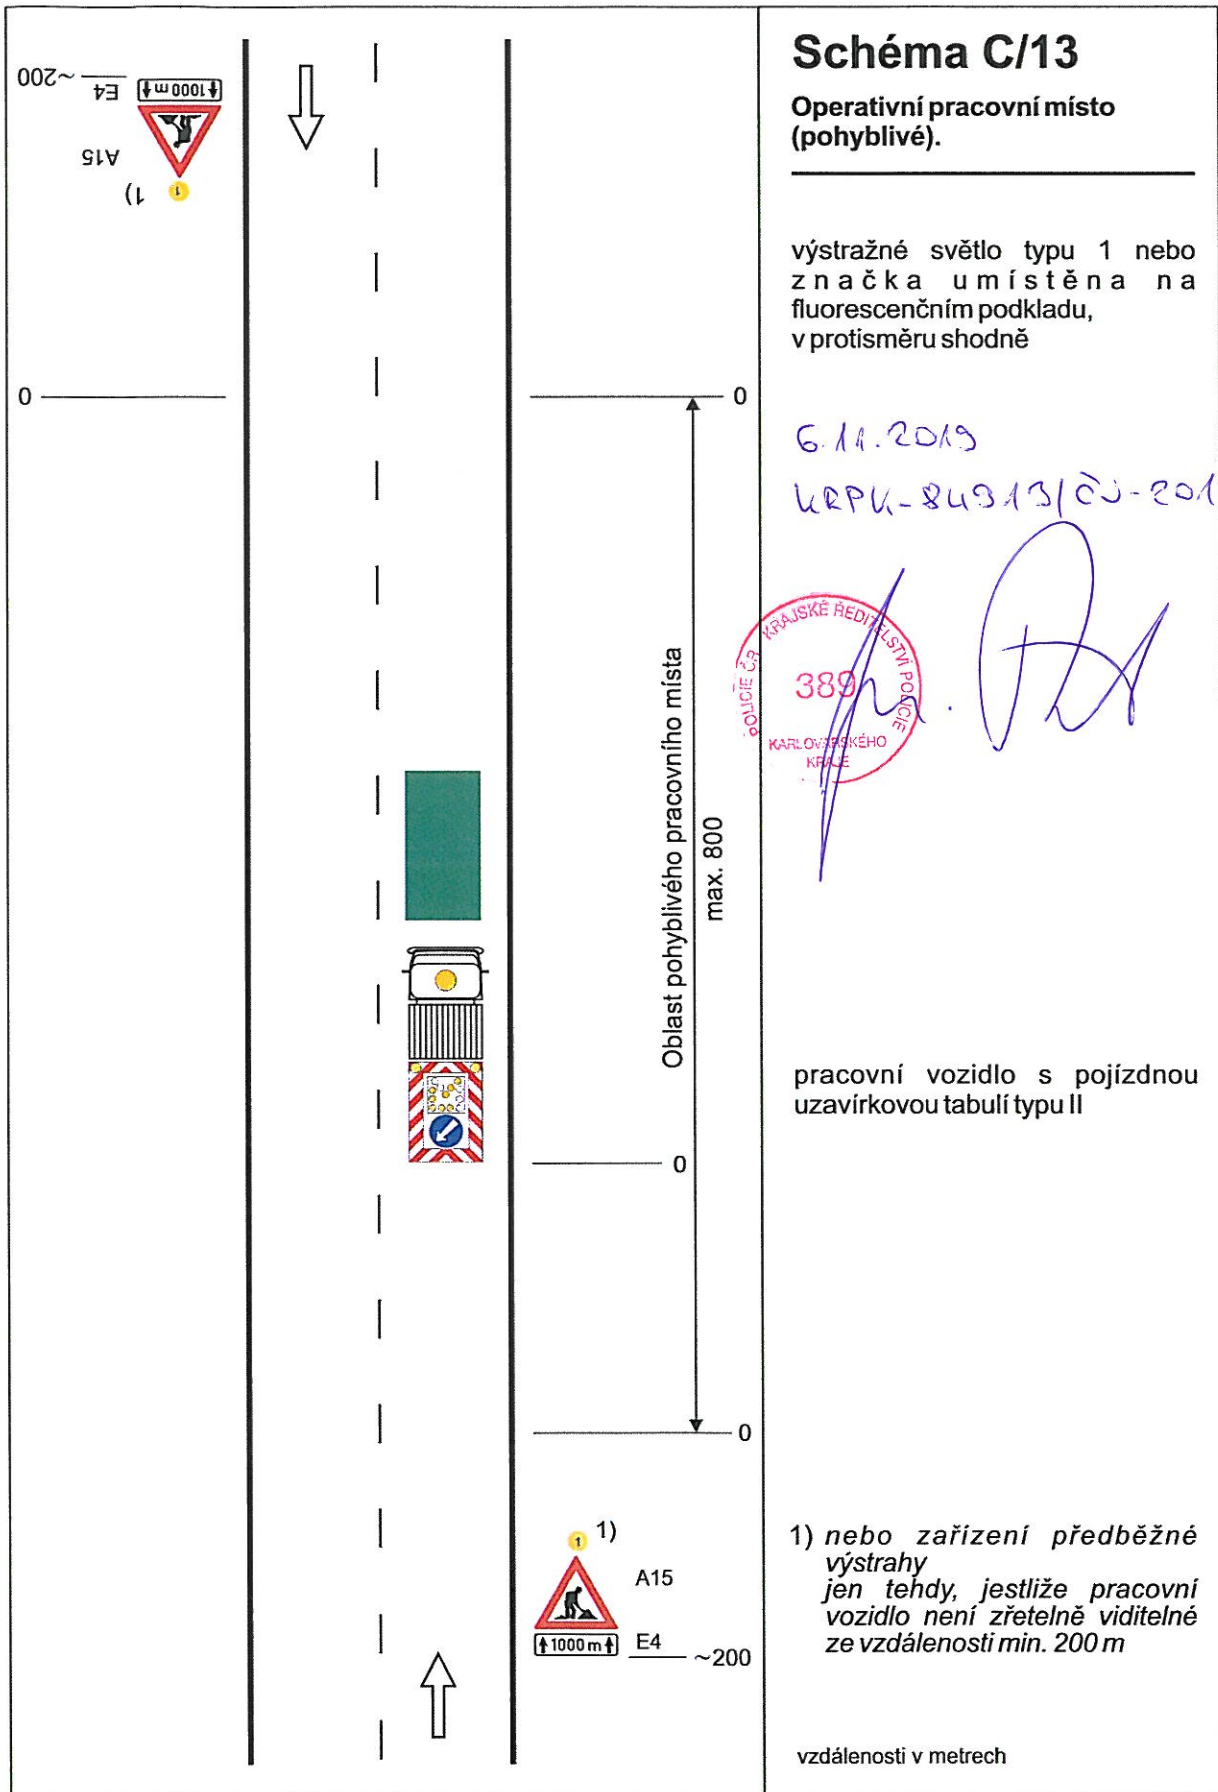 Schéma C/13
Operativní pracovní místo
(pohyblivé).
výstražné světlo typu 1 nebo
značka umístěna na
fluorescenčním podkladu,
v protisměru shodně
6.11.2019
KRPK-84913/ČJ-201
POLICIE ČR KRAJSKÉ ŘEDITELSTVÍ POLICIE
389
KARLOVARSKÉHO
KRAJE
pracovní vozidlo s pojízdnou
uzavírkovou tabulí typu II
1) nebo zařízení předběžné
výstrahy
jen tehdy, jestliže pracovní
vozidlo není zřetelně viditelné
ze vzdálenosti min. 200 m
vzdálenosti v metrech
~200
E4
1000 m
A15
1)
1
0
0
Oblast pohyblivého pracovního místa
max. 800
0
0
1
1)
A15
1000 m
E4
~200